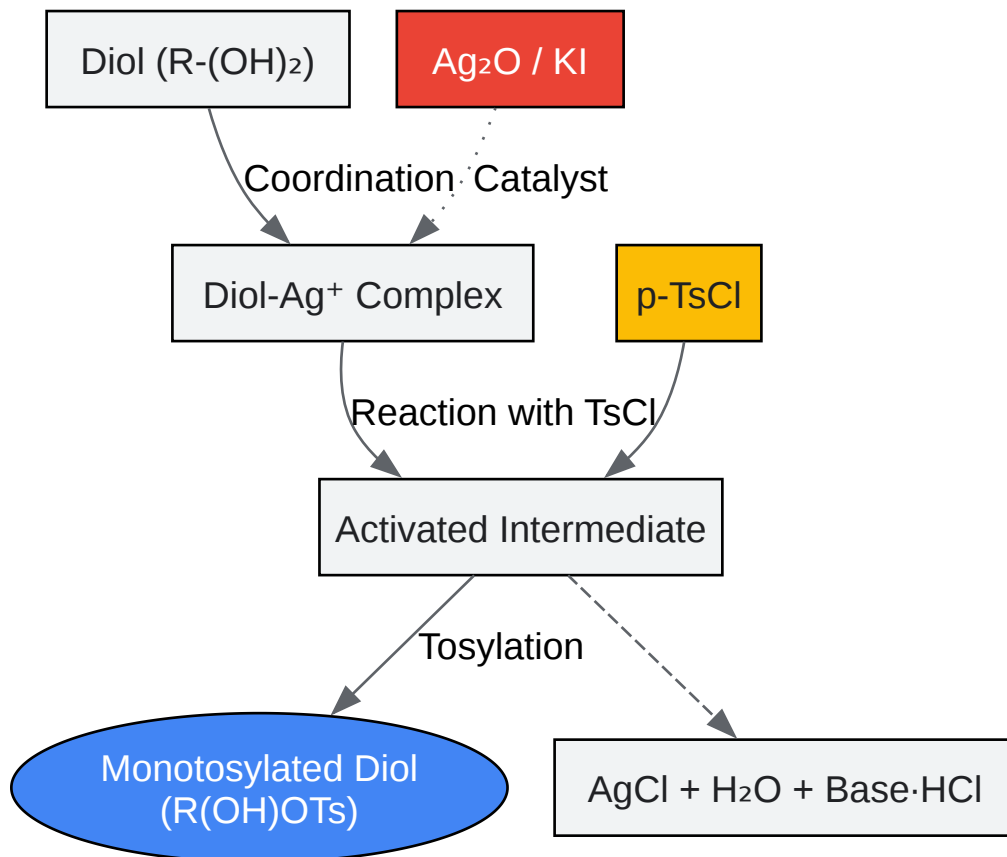 Diol (R-(OH)₂)
Ag₂O / KI
Coordination
Catalyst
Diol-Ag⁺ Complex
p-TsCl
Reaction with TsCl
Activated Intermediate
Tosylation
Monotosylated Diol
(R(OH)OTs)
AgCl + H₂O + Base·HCl